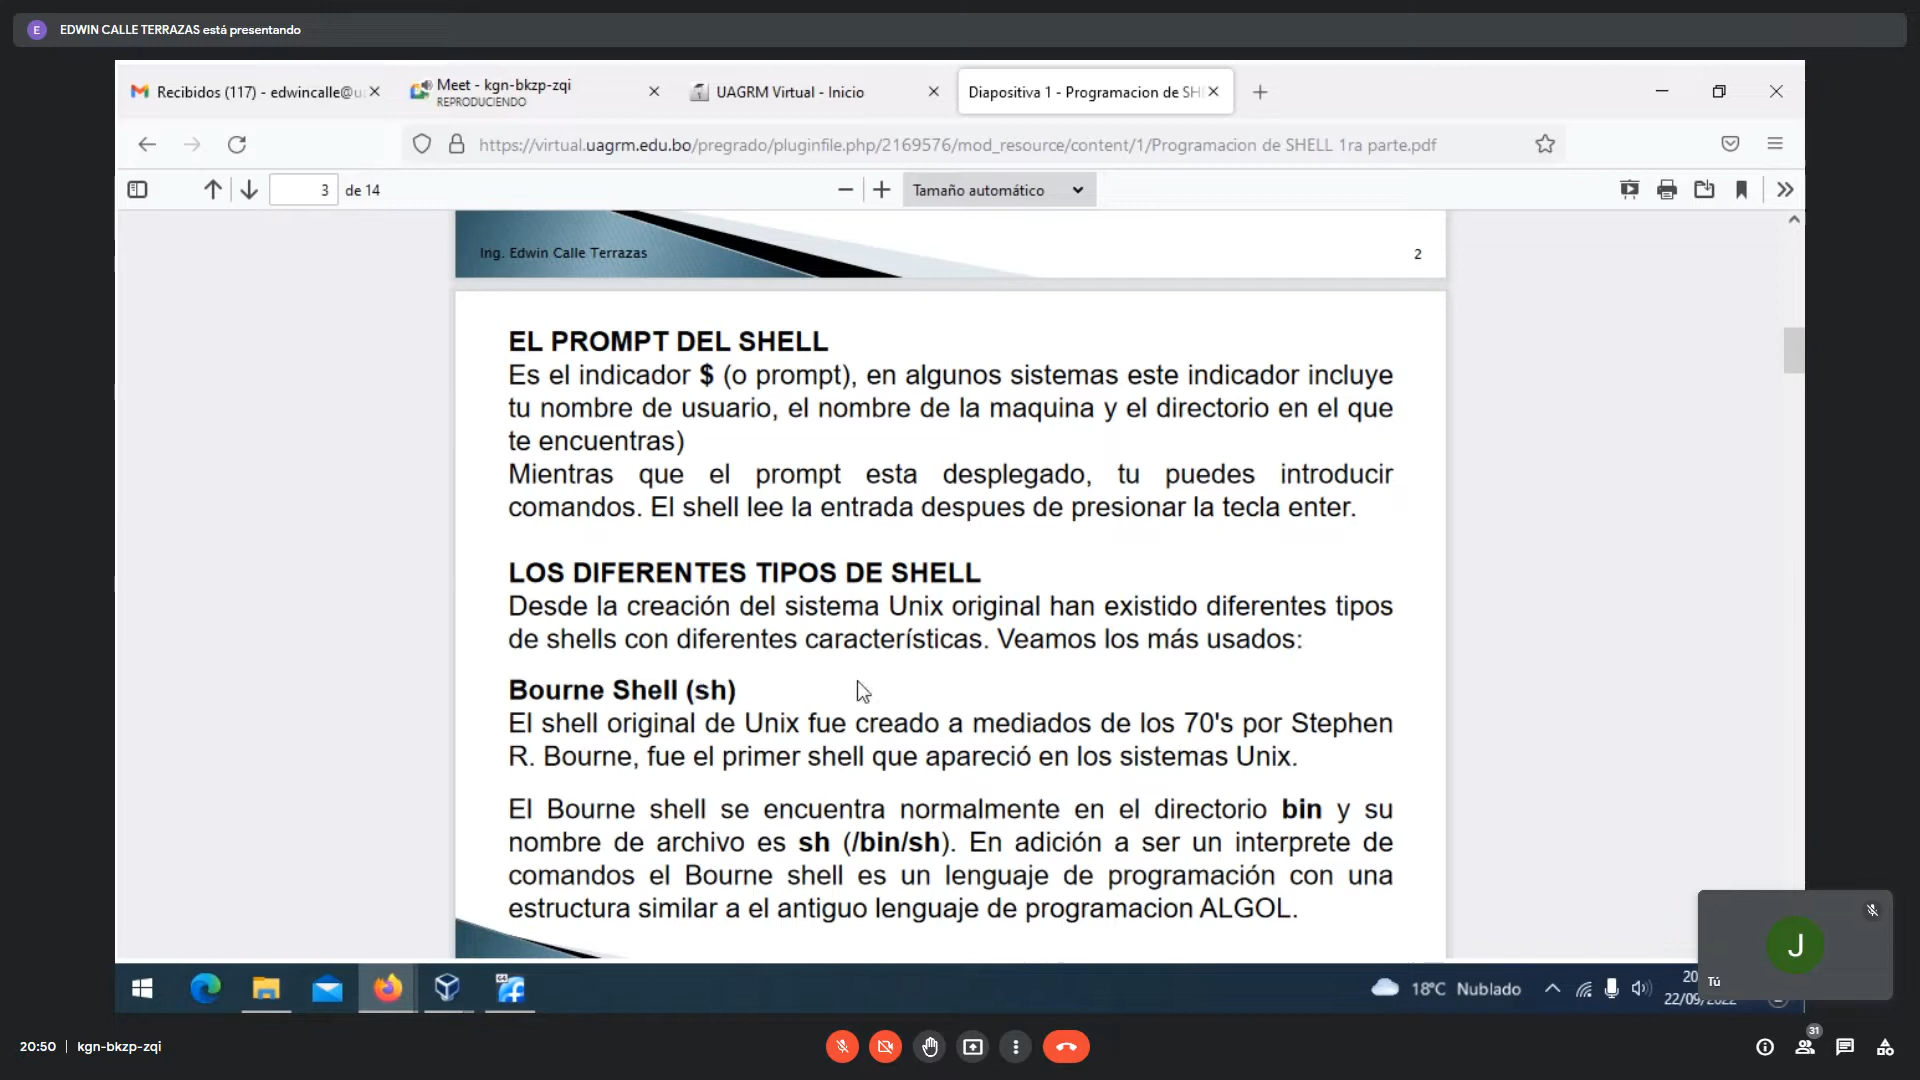 E EDWIN CALLE TERRAZAS está presentando
Recibidos (117) - edwincalle@u
Meet - kgn-bkzp-zqi
REPRODUCIENDO
UAGRM Virtual - Inicio
Diapositiva 1 - Programacion de SH
https://virtual.uagrm.edu.bo/pregrado/pluginfile.php/2169576/mod_resource/content/1/Programacion de SHELL 1ra parte.pdf
3 de 14
Tamaño automático
Ing. Edwin Calle Terrazas
2
EL PROMPT DEL SHELL
Es el indicador $ (o prompt), en algunos sistemas este indicador incluye
tu nombre de usuario, el nombre de la maquina y el directorio en el que
te encuentras)
Mientras que el prompt esta desplegado, tu puedes introducir
comandos. El shell lee la entrada despues de presionar la tecla enter.
LOS DIFERENTES TIPOS DE SHELL
Desde la creación del sistema Unix original han existido diferentes tipos
de shells con diferentes características. Veamos los más usados:
Bourne Shell (sh)
El shell original de Unix fue creado a mediados de los 70's por Stephen
R. Bourne, fue el primer shell que apareció en los sistemas Unix.
El Bourne shell se encuentra normalmente en el directorio bin y su
nombre de archivo es sh (/bin/sh). En adición a ser un interprete de
comandos el Bourne shell es un lenguaje de programación con una
estructura similar a el antiguo lenguaje de programacion ALGOL.
J
Tú
18°C Nublado
20
22/09/2022
20:50 | kgn-bkzp-zqi
31